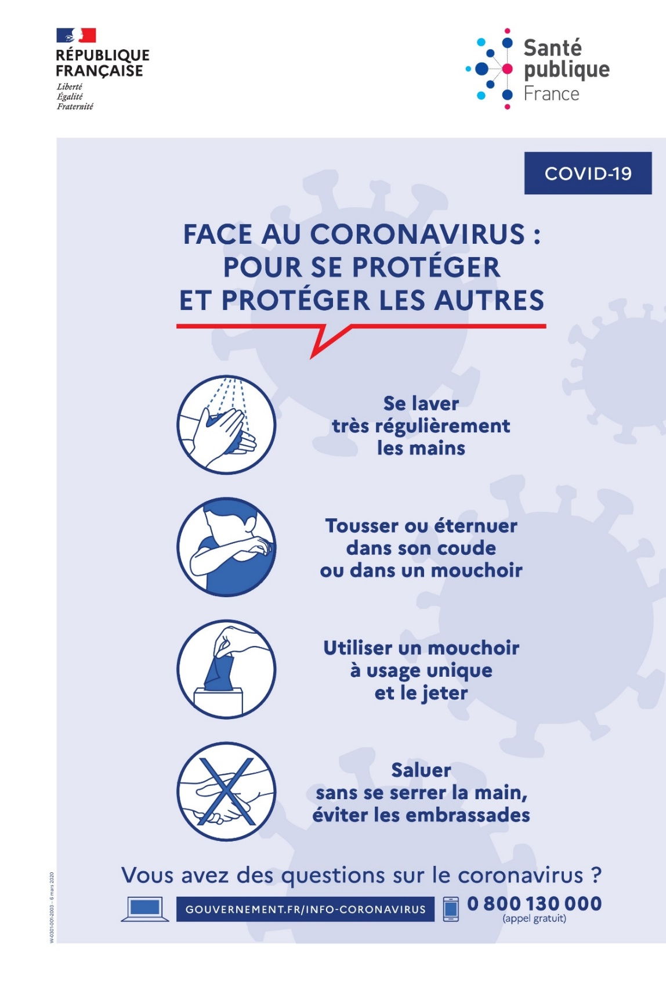 RÉPUBLIQUE
FRANÇAISE
Liberté
Égalité
Fraternité
Santé
publique
France
COVID-19
FACE AU CORONAVIRUS :
POUR SE PROTÉGER
ET PROTÉGER LES AUTRES
Se laver
très régulièrement
les mains
Tousser ou éternuer
dans son coude
ou dans un mouchoir
Utiliser un mouchoir
à usage unique
et le jeter
Saluer
sans se serrer la main,
éviter les embrassades
Vous avez des questions sur le coronavirus ?
GOUVERNEMENT.FR/INFO-CORONAVIRUS
0 800 130 000
(appel gratuit)
W-0301-001-2003 – 6 mars 2020